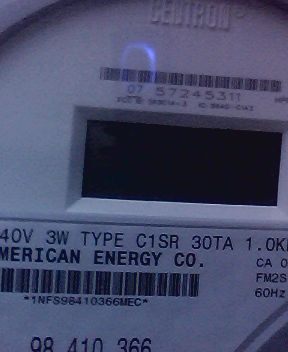 CENTRON®
07 57245311
40V 3W TYPE C1SR 30TA 1.0K
MERICAN ENERGY CO.
CA 0
FM2S
*1NFS98410366MEC*
60Hz
98 410 366